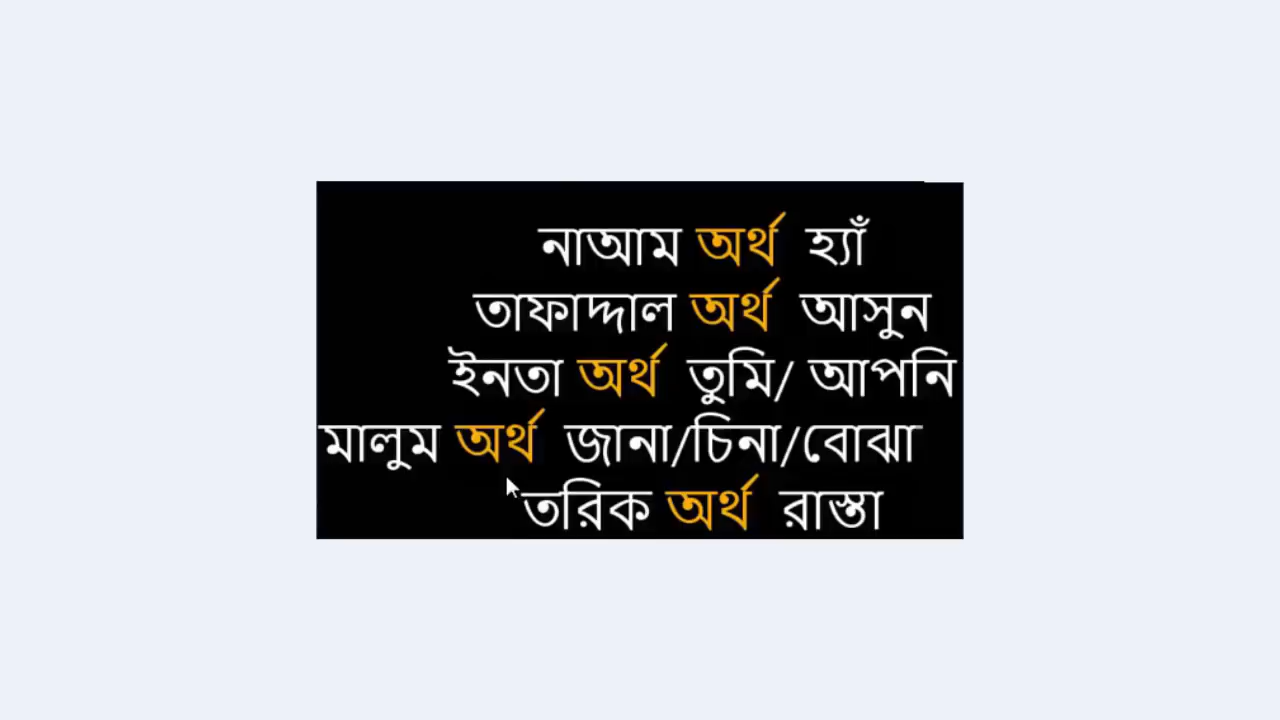 নাআম অর্থ হ্যাঁ
তাফাদ্দাল অর্থ আসুন
ইনতা অর্থ তুমি/ আপনি
মালুম অর্থ জানা/চিনা/বোঝা
তরিক অর্থ রাস্তা